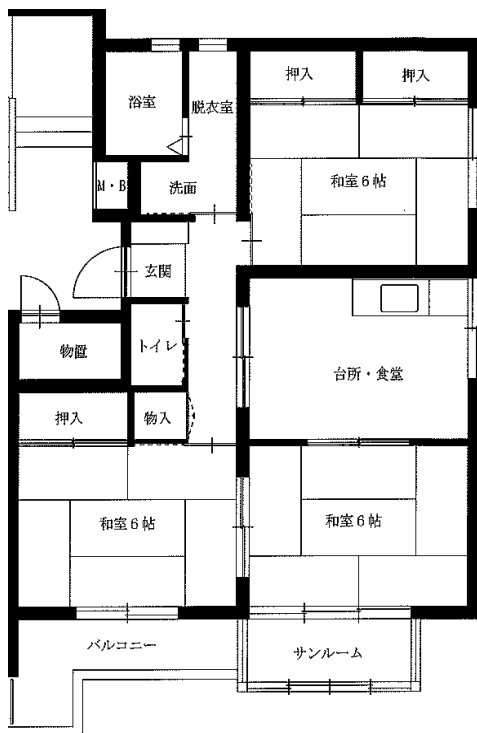 押入
押入
浴室
脱衣室
和室6帖
M・B
洗面
玄関
物置
トイレ
台所・食堂
押入
物入
和室6帖
和室6帖
バルコニー
サンルーム